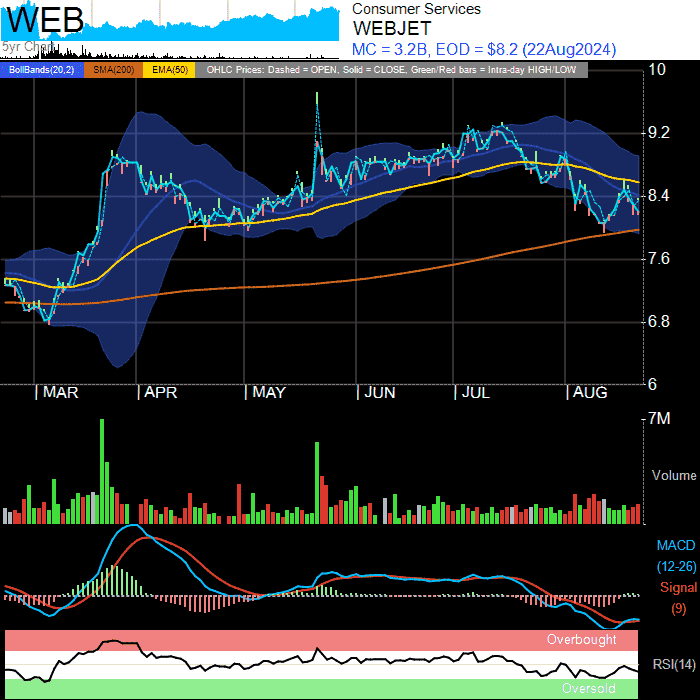 WEB
5yr Chart
Consumer Services
WEBJET
MC = 3.2B, EOD = $8.2 (22Aug2024)
BollBands(20,2) SMA(200) EMA(50) OHLC Prices: Dashed = OPEN, Solid = CLOSE, Green/Red bars = Intra-day HIGH/LOW
10
9.2
8.4
7.6
6.8
6
| MAR | APR | MAY | JUN | JUL | AUG
7M
Volume
MACD
(12-26)
Signal
(9)
Overbought
RSI(14)
Oversold